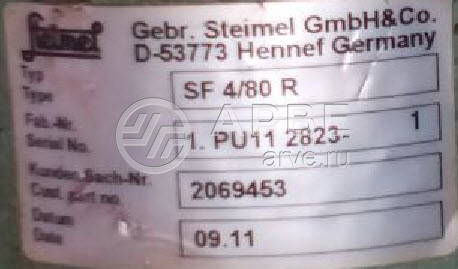 Steimel
Gebr. Steimel GmbH&Co.
D-53773 Hennef Germany
Typ
Type
SF 4/80 R
Fab.-Nr.
Serial No.
1. PU11 2823- 1
Kunden-Sach-Nr.
Cust. part no
2069453
Datum
Date
09.11
АРВЕ
arve.ru